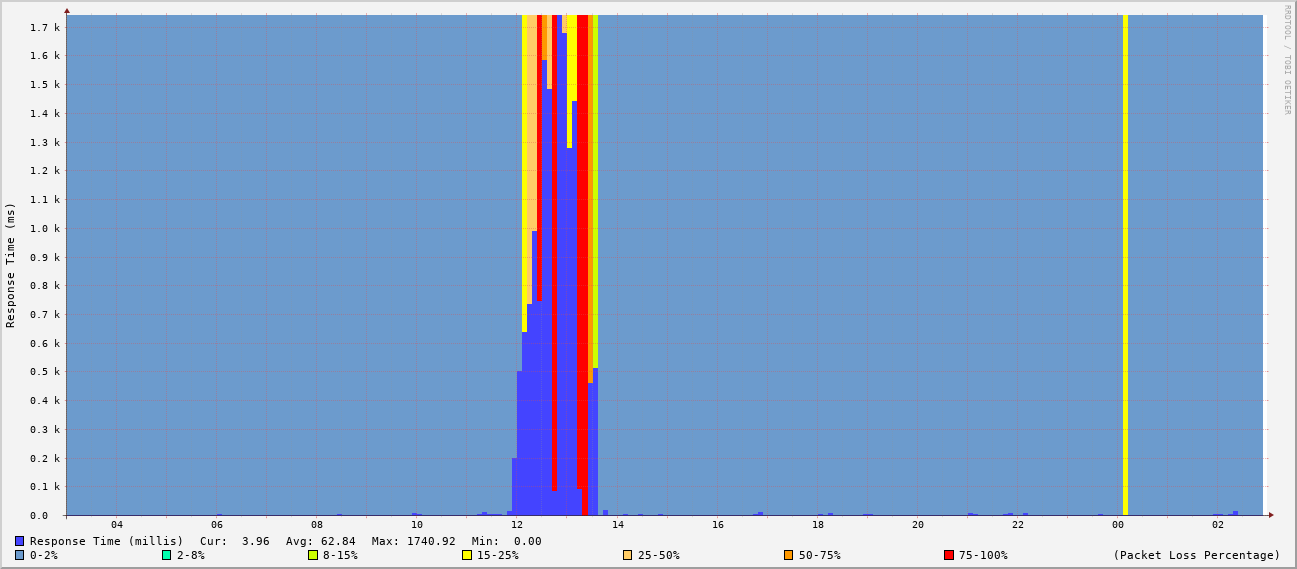 RRDTOOL / TOBI OETIKER
Response Time (ms)
1.7 k
1.6 k
1.5 k
1.4 k
1.3 k
1.2 k
1.1 k
1.0 k
0.9 k
0.8 k
0.7 k
0.6 k
0.5 k
0.4 k
0.3 k
0.2 k
0.1 k
0.0
04 06 08 10 12 14 16 18 20 22 00 02
Response Time (millis) Cur: 3.96 Avg: 62.84 Max: 1740.92 Min: 0.00
0-2% 2-8% 8-15% 15-25% 25-50% 50-75% 75-100% (Packet Loss Percentage)